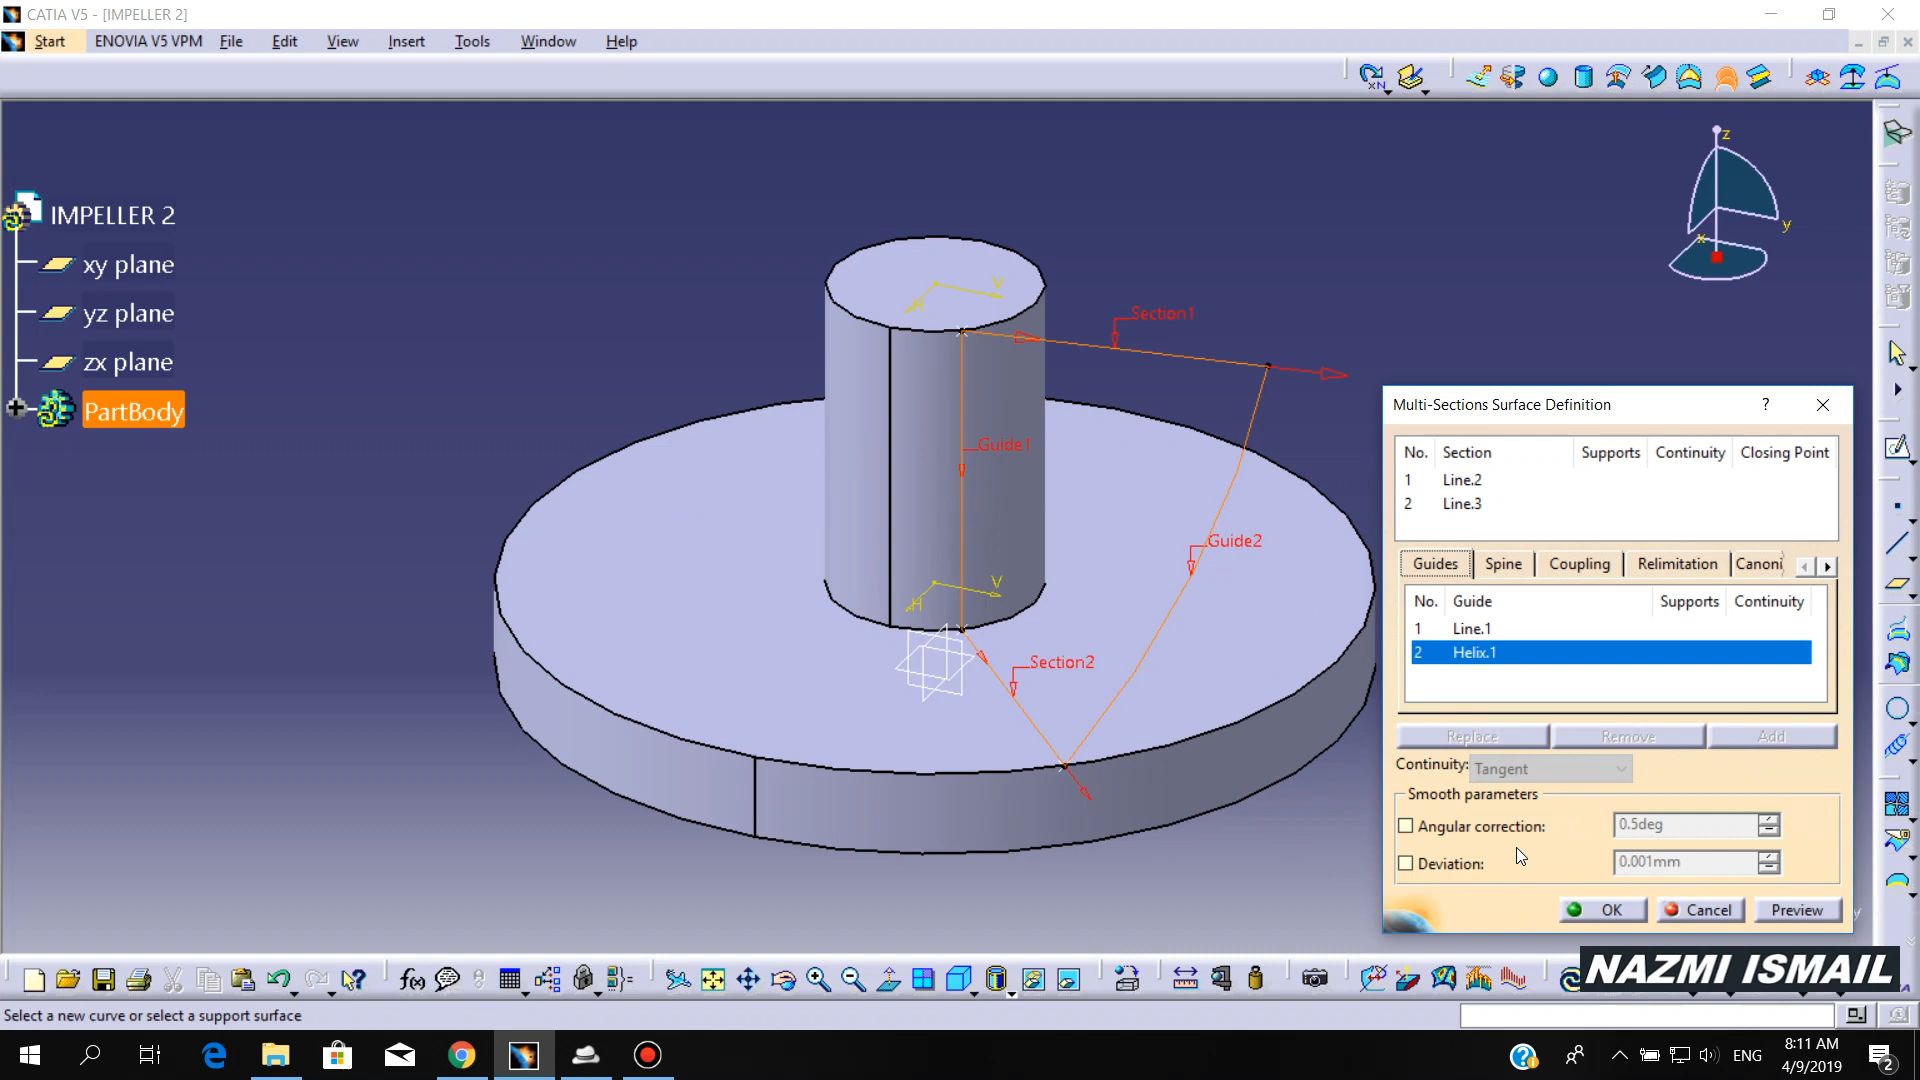 CATIA V5 - [IMPELLER 2]
Start ENOVIA V5 VPM File Edit View Insert Tools Window Help
IMPELLER 2
xy plane
yz plane
zx plane
PartBody
z
y
x
V
H
Section1
Guide1
Guide2
V
H
Section2
Multi-Sections Surface Definition ?
No. Section Supports Continuity Closing Point
1 Line.2
2 Line.3
Guides Spine Coupling Relimitation Canoni
No. Guide Supports Continuity
1 Line.1
2 Helix.1
Replace Remove Add
Continuity: Tangent
Smooth parameters
Angular correction: 0.5deg
Deviation: 0.001mm
OK Cancel Preview
NAZMI ISMAIL
Select a new curve or select a support surface
ENG
8:11 AM
4/9/2019
2